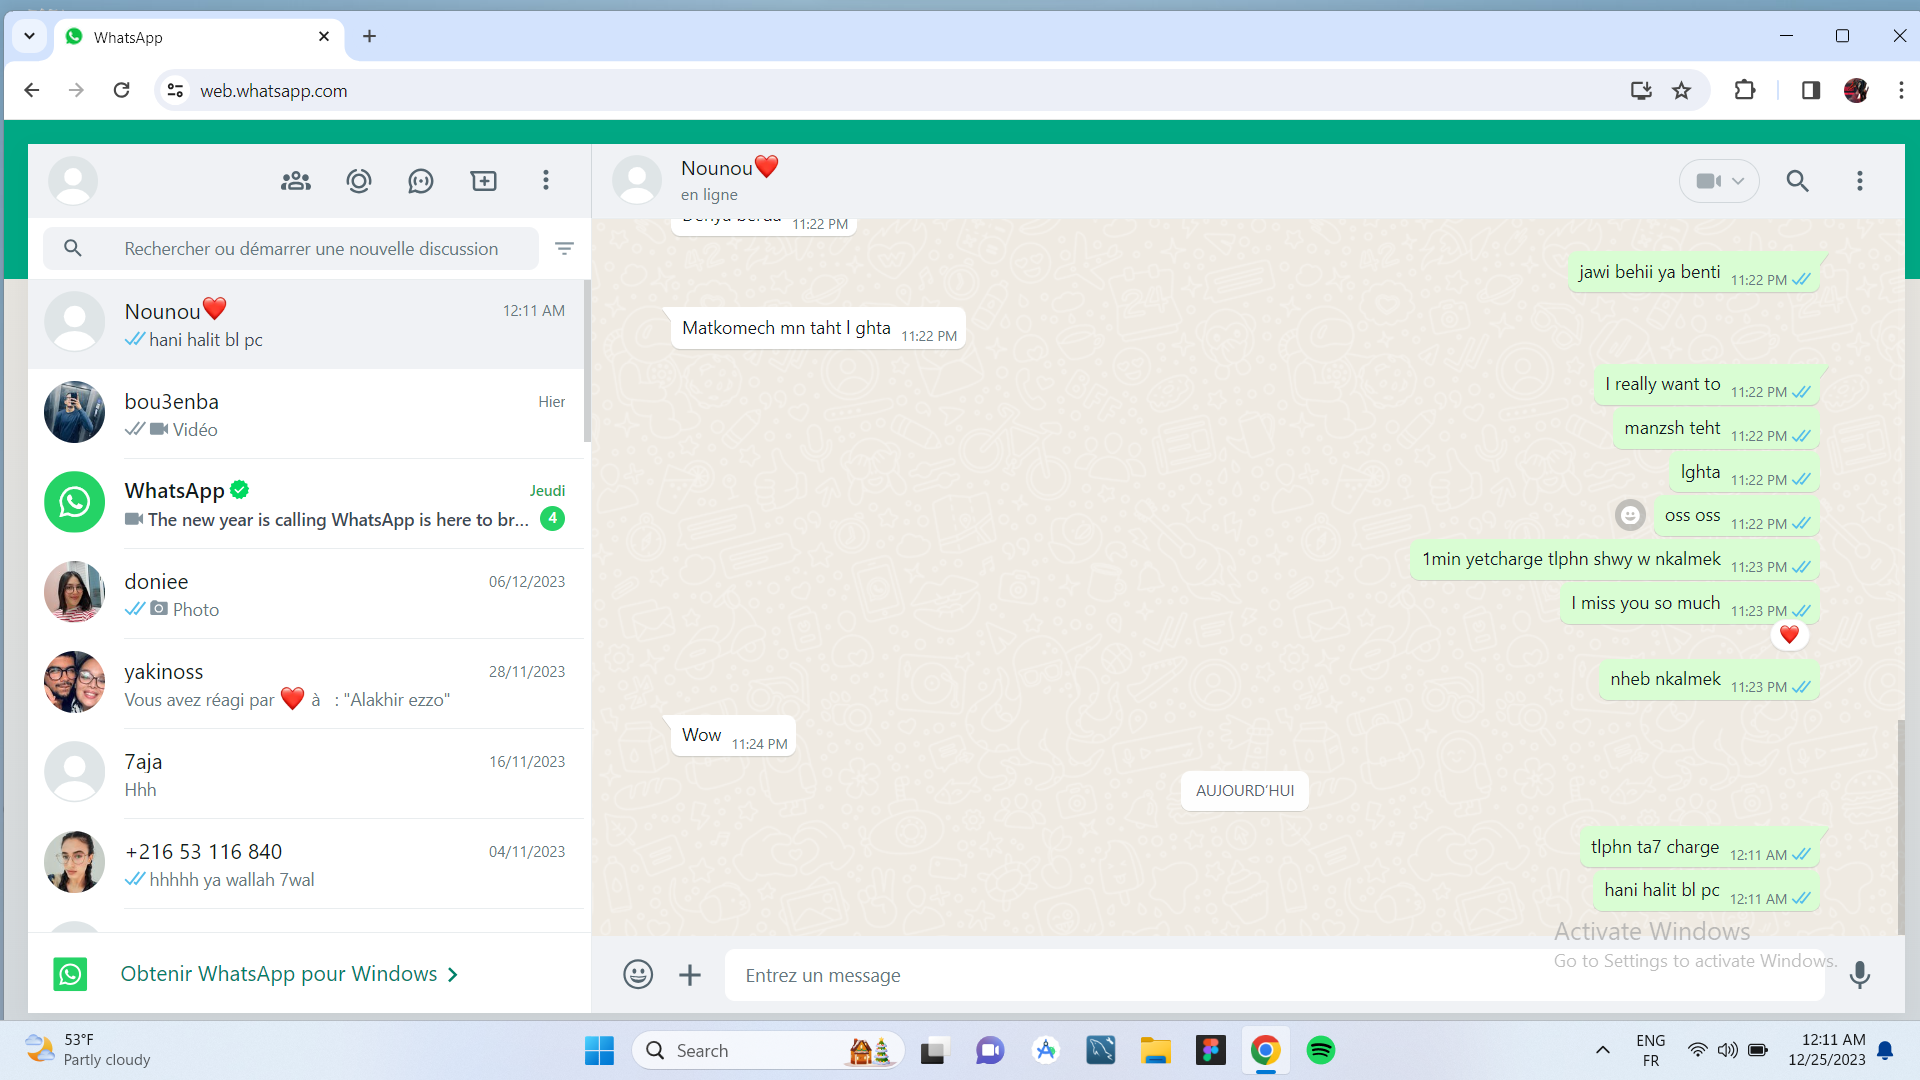 WhatsApp
web.whatsapp.com
Rechercher ou démarrer une nouvelle discussion
Nounou❤️ 12:11 AM
hani halit bl pc
bou3enba Hier
Vidéo
WhatsApp Jeudi
The new year is calling WhatsApp is here to br... 4
doniee 06/12/2023
Photo
yakinoss 28/11/2023
Vous avez réagi par ❤️ à : "Alakhir ezzo"
7aja 16/11/2023
Hhh
+216 53 116 840 04/11/2023
hhhhh ya wallah 7wal
Obtenir WhatsApp pour Windows
Nounou❤️
en ligne
11:22 PM
jawi behii ya benti 11:22 PM
Matkomech mn taht l ghta 11:22 PM
I really want to 11:22 PM
manzsh teht 11:22 PM
lghta 11:22 PM
oss oss 11:22 PM
1min yetcharge tlphn shwy w nkalmek 11:23 PM
I miss you so much 11:23 PM
❤️
nheb nkalmek 11:23 PM
Wow 11:24 PM
AUJOURD'HUI
tlphn ta7 charge 12:11 AM
hani halit bl pc 12:11 AM
Activate Windows
Go to Settings to activate Windows.
Entrez un message
53°F
Partly cloudy
Search
ENG
FR
12:11 AM
12/25/2023